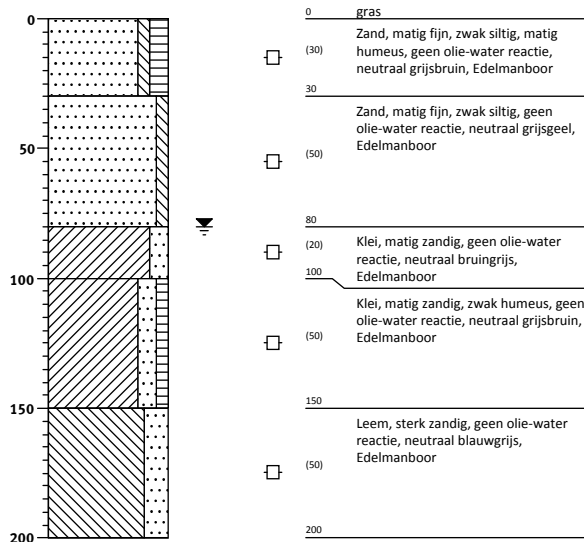 0
50
100
150
200
0
gras
(30)
Zand, matig fijn, zwak siltig, matig
humeus, geen olie-water reactie,
neutraal grijsbruin, Edelmanboor
30
(50)
Zand, matig fijn, zwak siltig, geen
olie-water reactie, neutraal grijsgeel,
Edelmanboor
80
(20)
Klei, matig zandig, geen olie-water
reactie, neutraal bruingrijs,
Edelmanboor
100
(50)
Klei, matig zandig, zwak humeus, geen
olie-water reactie, neutraal grijsbruin,
Edelmanboor
150
(50)
Leem, sterk zandig, geen olie-water
reactie, neutraal blauwgrijs,
Edelmanboor
200